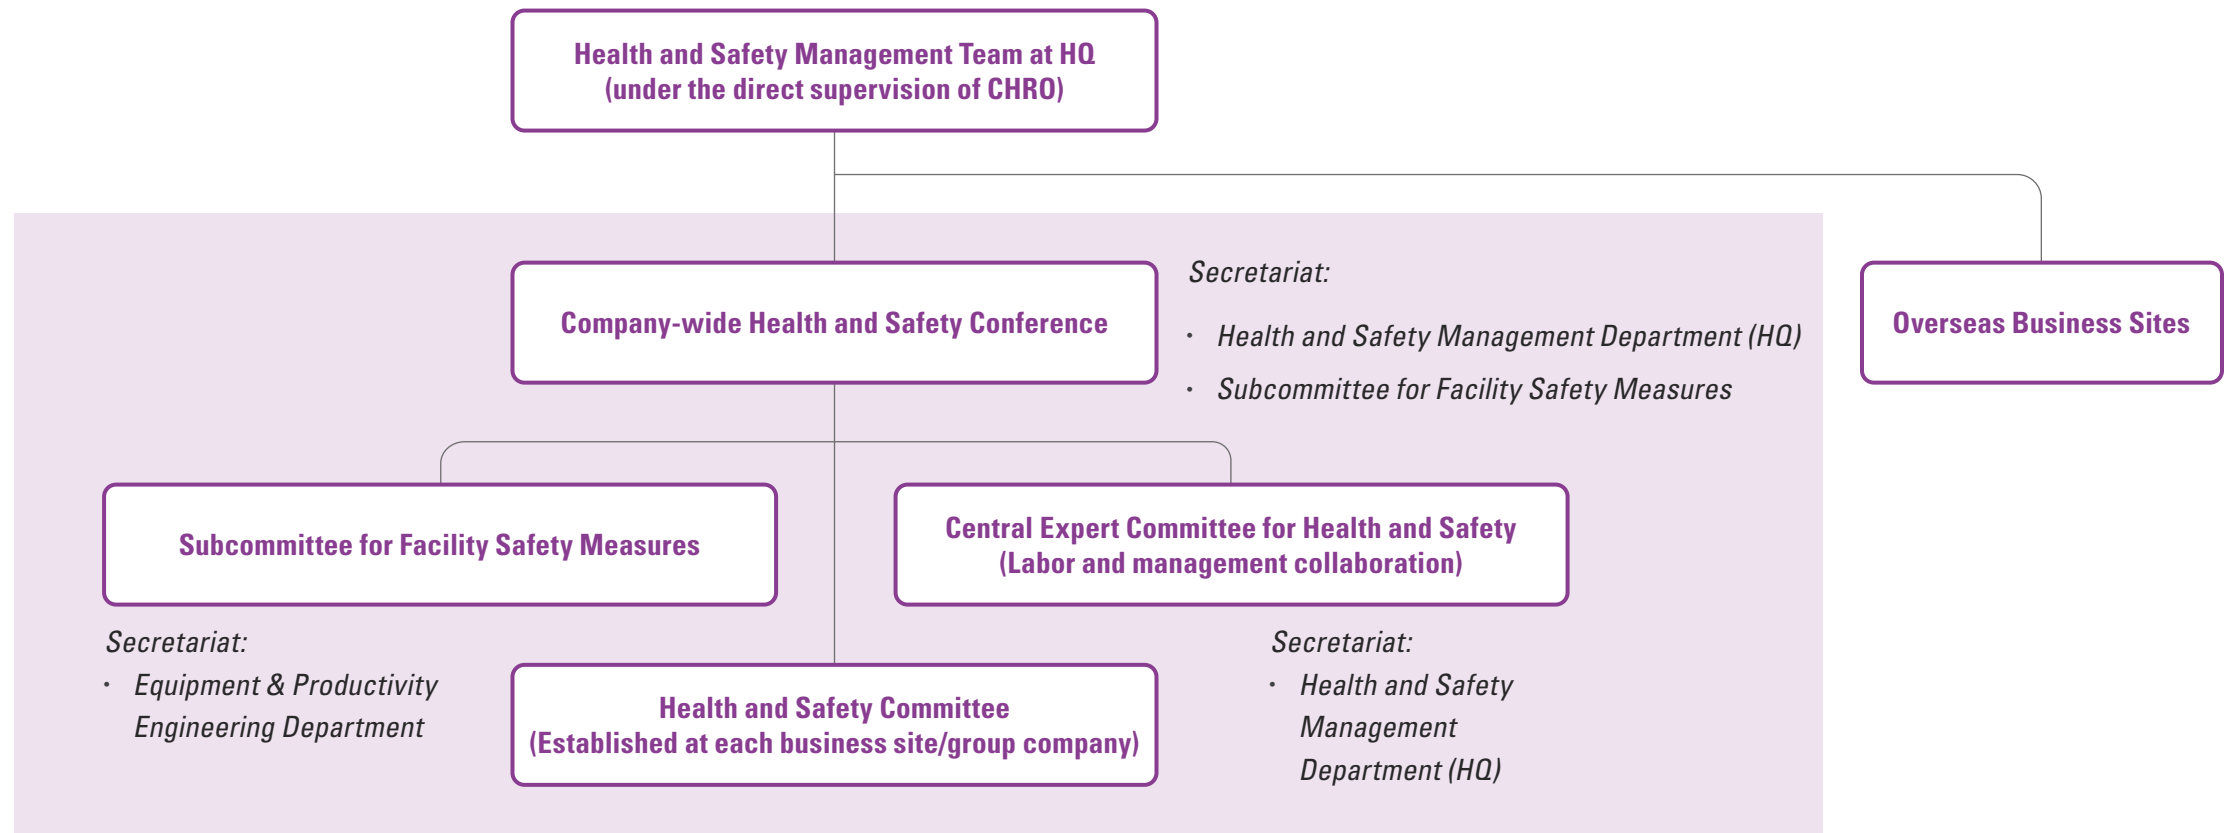 Health and Safety Management Team at HQ
(under the direct supervision of CHRO)
Company-wide Health and Safety Conference
Secretariat:
・ Health and Safety Management Department (HQ)
・ Subcommittee for Facility Safety Measures
Overseas Business Sites
Subcommittee for Facility Safety Measures
Secretariat:
・ Equipment & Productivity
Engineering Department
Central Expert Committee for Health and Safety
(Labor and management collaboration)
Secretariat:
・ Health and Safety
Management
Department (HQ)
Health and Safety Committee
(Established at each business site/group company)